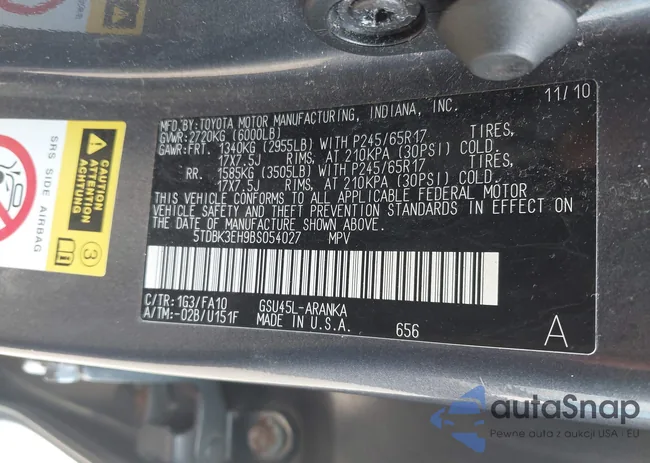 MFD.BY:TOYOTA MOTOR MANUFACTURING, INDIANA, INC. 11/10
GVWR:2720KG (6000LB)
GAWR:FRT. 1340KG (2955LB) WITH P245/65R17 TIRES,
17X7.5J RIMS, AT 210KPA (30PSI) COLD.
RR. 1585KG (3505LB) WITH P245/65R17 TIRES,
17X7.5J RIMS, AT 210KPA (30PSI) COLD.
THIS VEHICLE CONFORMS TO ALL APPLICABLE FEDERAL MOTOR
VEHICLE SAFETY AND THEFT PREVENTION STANDARDS IN EFFECT ON
THE DATE OF MANUFACTURE SHOWN ABOVE.
5TDBK3EH9BS054027 MPV
C/TR:1G3/FA10 GSU45L-ARANKA
A/TM:-02B/U151F MADE IN U.S.A. 656 A
SRS SIDE AIRBAG
CAUTION
ATTENTION
ACHTUNG
3
autaSnap
Pewne auta z aukcji USA - EU